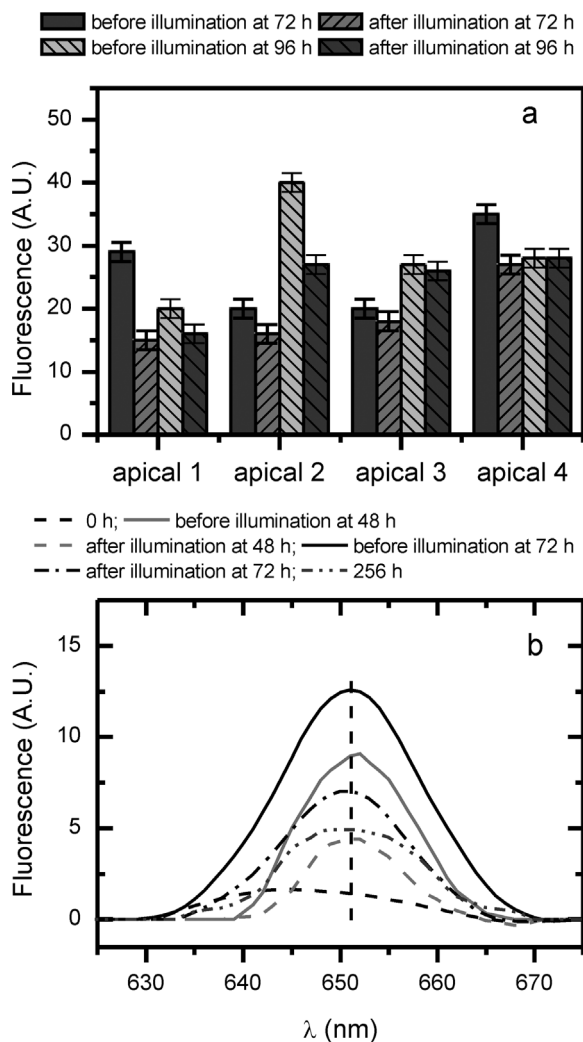 before illumination at 72 h after illumination at 72 h
before illumination at 96 h after illumination at 96 h
a
50
40
30
20
10
0
Fluorescence (A.U.)
apical 1 apical 2 apical 3 apical 4
0 h; before illumination at 48 h
after illumination at 48 h; before illumination at 72 h
after illumination at 72 h; 256 h
b
15
10
5
0
Fluorescence (A.U.)
630 640 650 660 670
λ (nm)